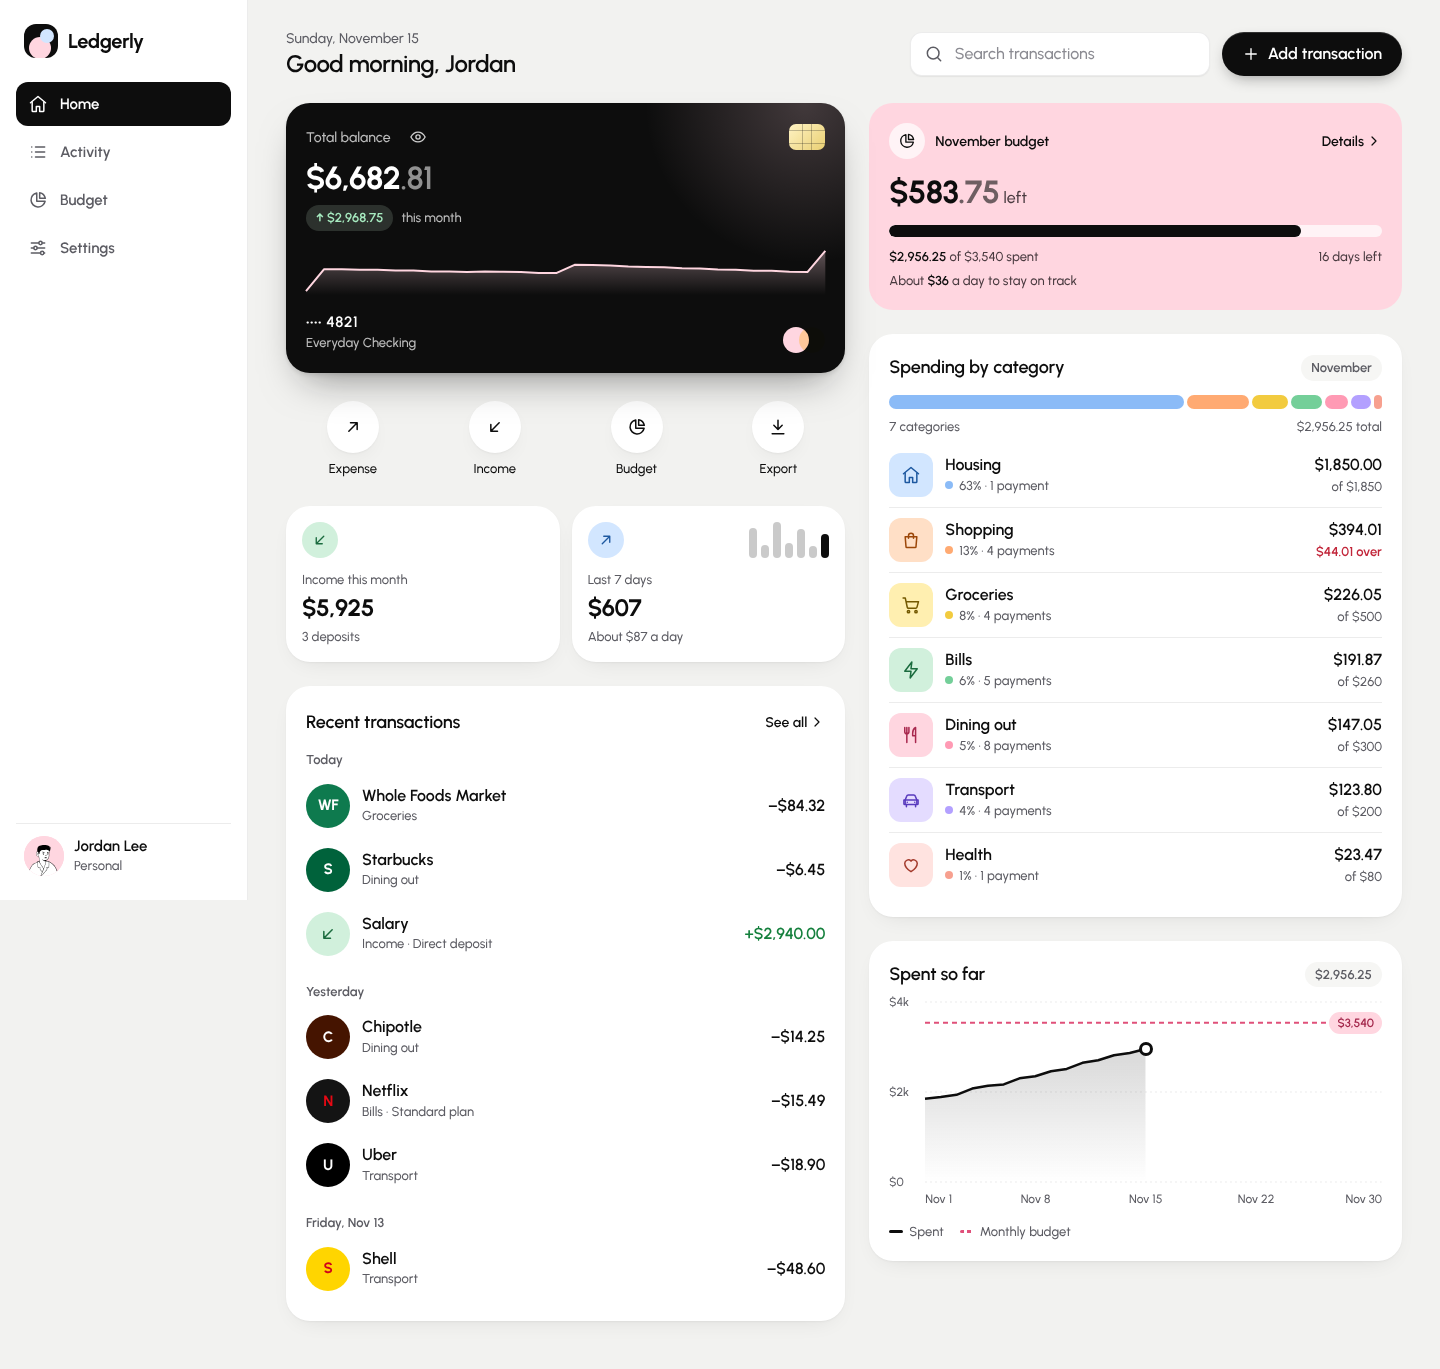 Ledgerly
Home
Activity
Budget
Settings
Jordan Lee
Personal
Sunday, November 15
Good morning, Jordan
Search transactions
Add transaction
Total balance
$6,682.81
↑ $2,968.75 this month
···· 4821
Everyday Checking
Expense
Income
Budget
Export
Income this month
$5,925
3 deposits
Last 7 days
$607
About $87 a day
Recent transactions
See all
Today
WF
Whole Foods Market
Groceries
−$84.32
S
Starbucks
Dining out
−$6.45
Salary
Income · Direct deposit
+$2,940.00
Yesterday
C
Chipotle
Dining out
−$14.25
N
Netflix
Bills · Standard plan
−$15.49
U
Uber
Transport
−$18.90
Friday, Nov 13
S
Shell
Transport
−$48.60
November budget
Details
$583.75 left
$2,956.25 of $3,540 spent
16 days left
About $36 a day to stay on track
Spending by category
November
7 categories
$2,956.25 total
Housing
63% · 1 payment
$1,850.00
of $1,850
Shopping
13% · 4 payments
$394.01
$44.01 over
Groceries
8% · 4 payments
$226.05
of $500
Bills
6% · 5 payments
$191.87
of $260
Dining out
5% · 8 payments
$147.05
of $300
Transport
4% · 4 payments
$123.80
of $200
Health
1% · 1 payment
$23.47
of $80
Spent so far
$2,956.25
$4k
$3,540
$2k
$0
Nov 1
Nov 8
Nov 15
Nov 22
Nov 30
Spent
Monthly budget